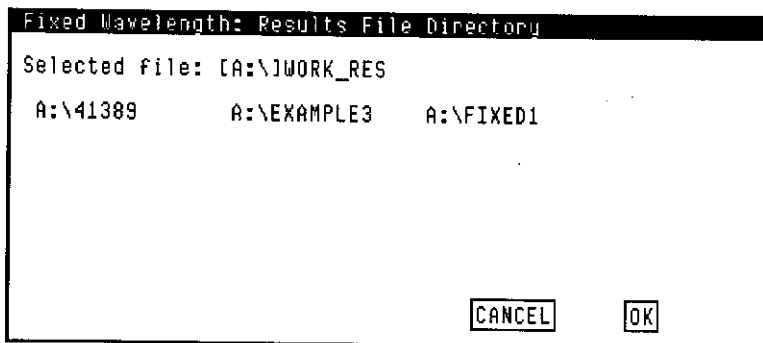 Fixed Wavelength: Results File Directory
Selected file: [A:\]WORK_RES
A:\41389 A:\EXAMPLE3 A:\FIXED1
CANCEL OK